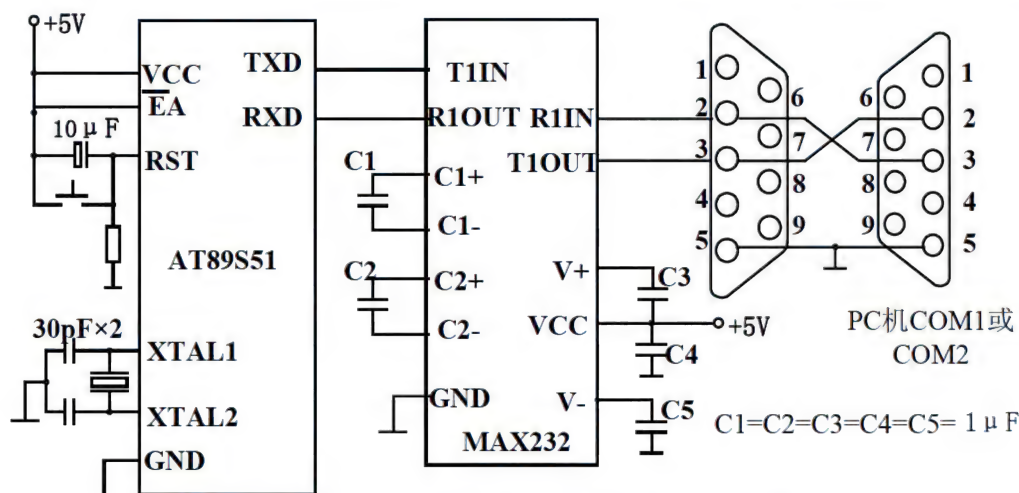 +5V
VCC
EA
10μF
RST
AT89S51
30pF×2
XTAL1
XTAL2
GND
TXD
RXD
T1IN
R1OUT R1IN
T1OUT
C1
C1+
C1-
C2
C2+
C2-
V+
VCC
GND
V-
MAX232
C3
+5V
C4
C5
1
2
3
4
5
6
7
8
9
6
7
8
9
1
2
3
4
5
PC机COM1或
COM2
C1=C2=C3=C4=C5= 1μF